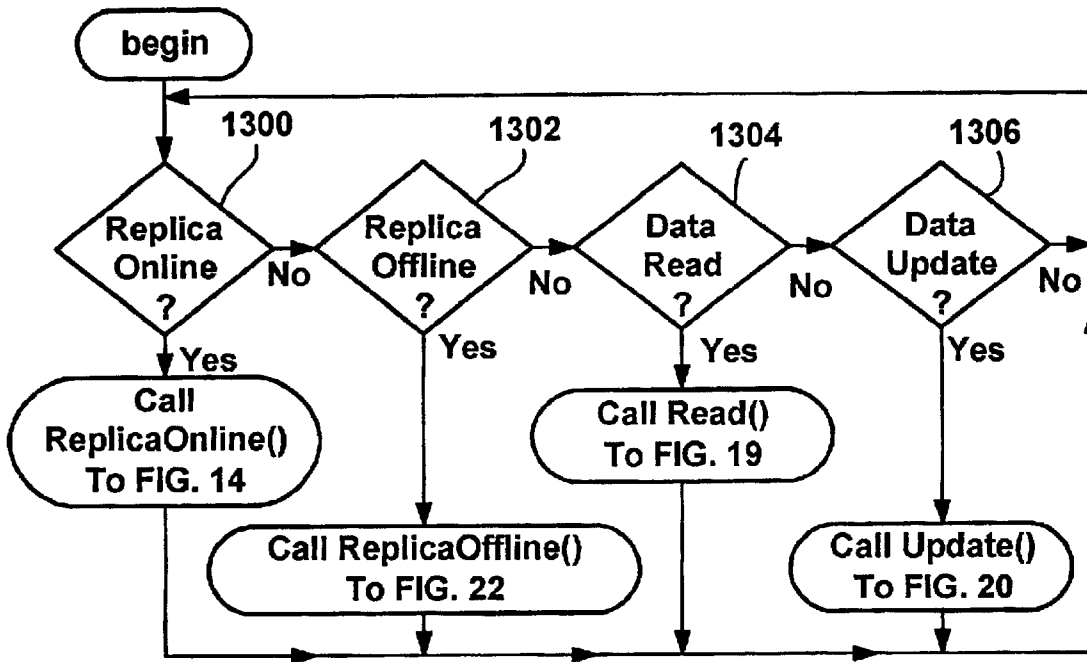 begin
1300
1302
1304
1306
Replica
Online
?
No
Replica
Offline
?
No
Data
Read
?
No
Data
Update
?
No
Yes
Yes
Yes
Yes
Call
ReplicaOnline()
To FIG. 14
Call ReplicaOffline()
To FIG. 22
Call Read()
To FIG. 19
Call Update()
To FIG. 20